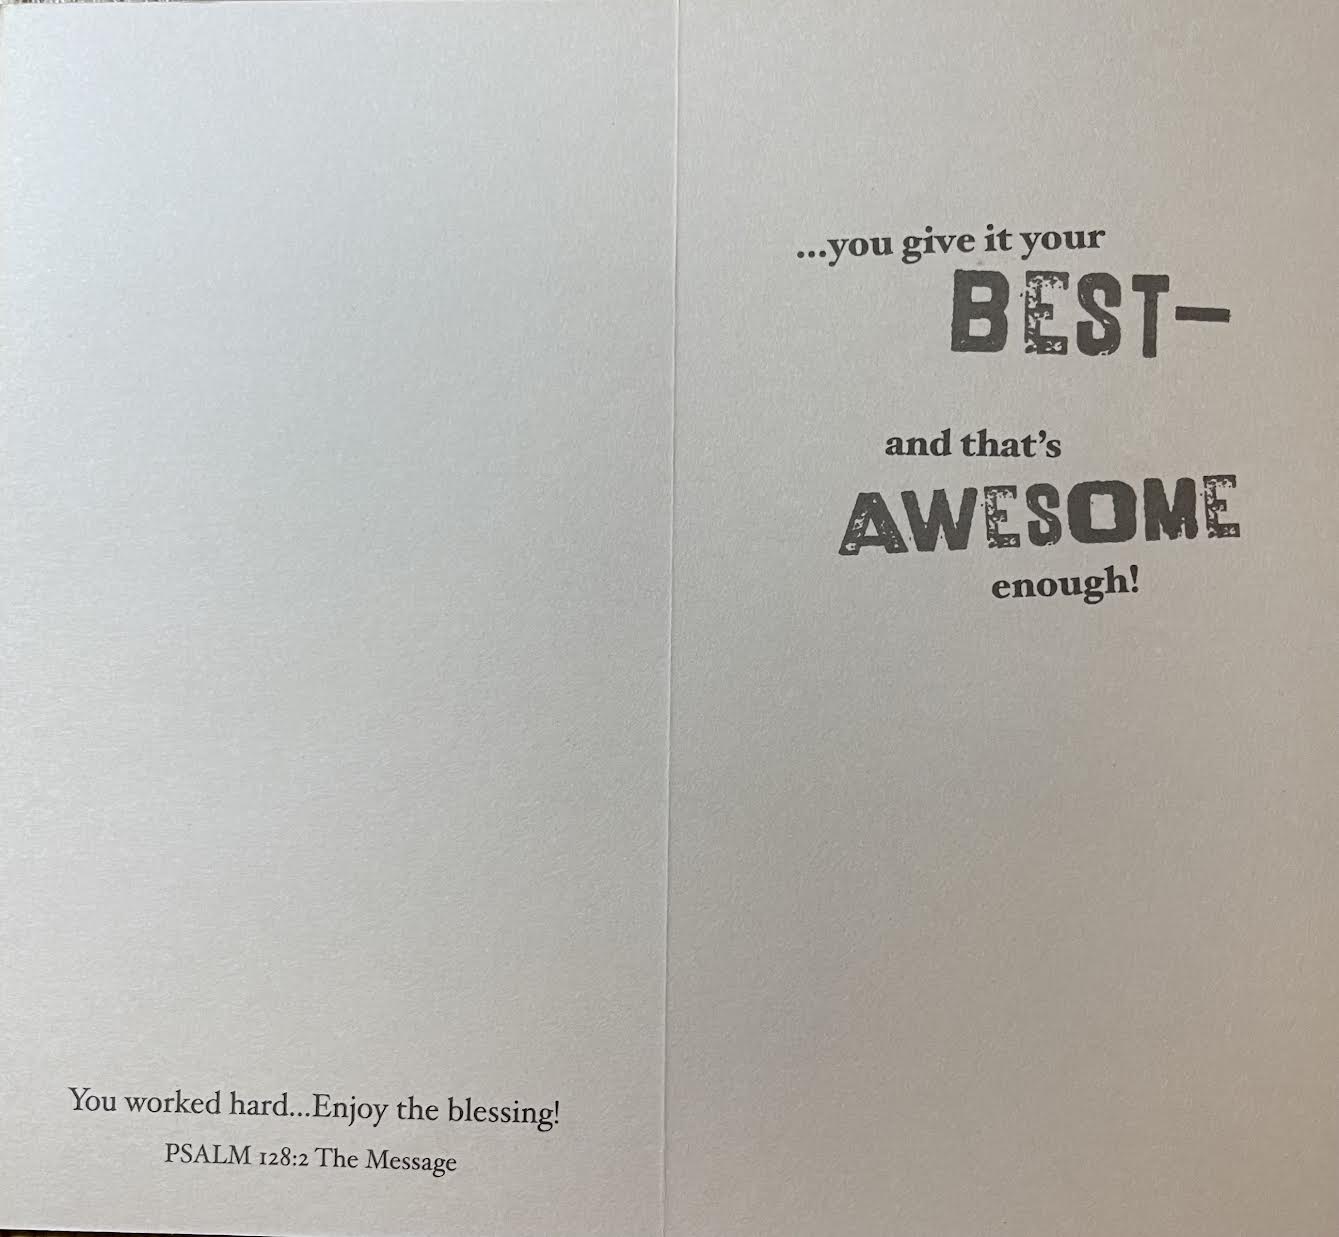 You worked hard...Enjoy the blessing!
PSALM 128:2 The Message
...you give it your
BEST–
and that’s
AWESOME
enough!